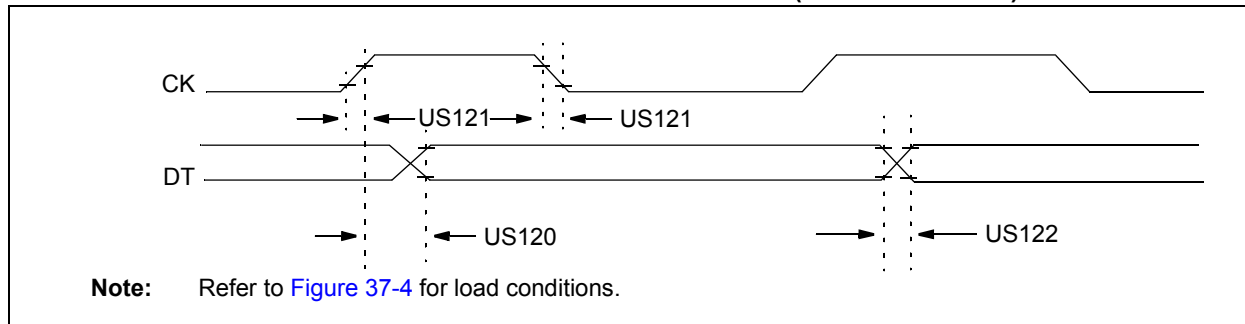 CK
US121 US121
DT
US120 US122
Note: Refer to Figure 37-4 for load conditions.